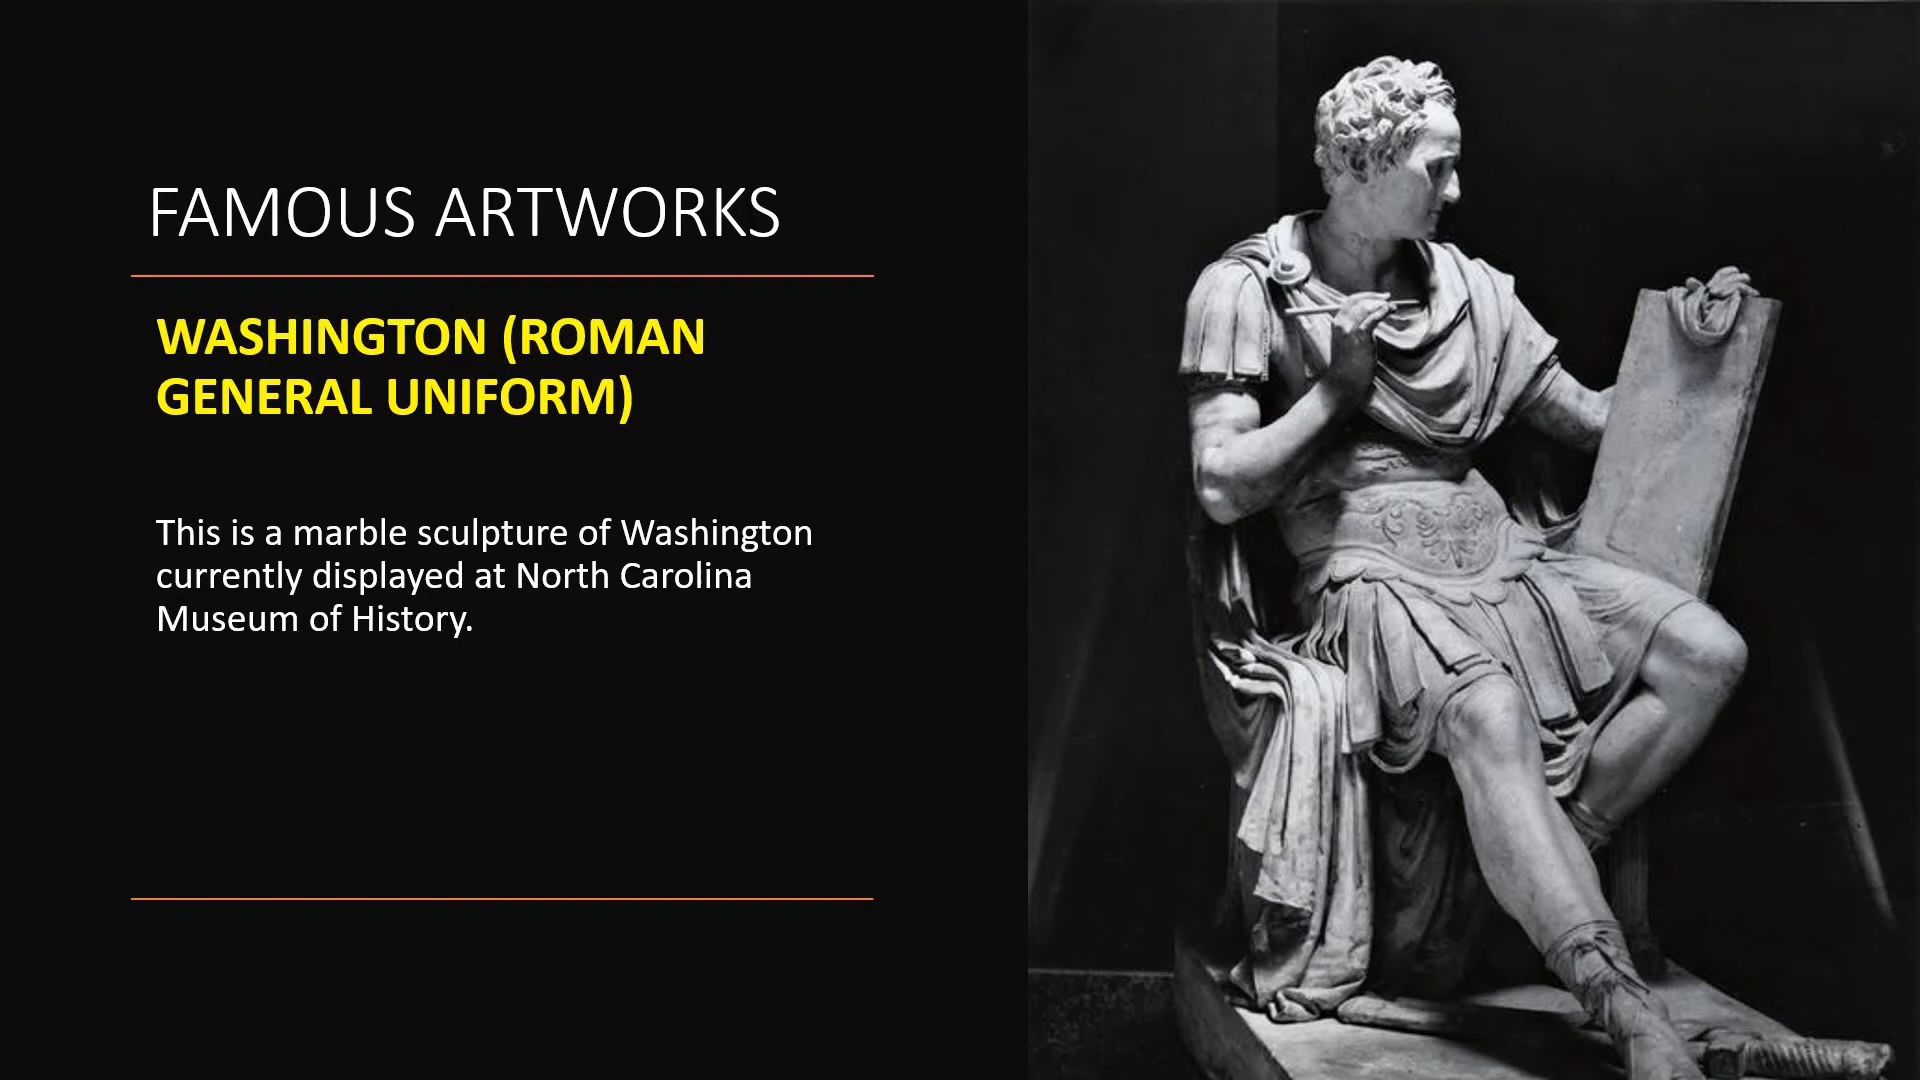 FAMOUS ARTWORKS
WASHINGTON (ROMAN
GENERAL UNIFORM)
This is a marble sculpture of Washington
currently displayed at North Carolina
Museum of History.